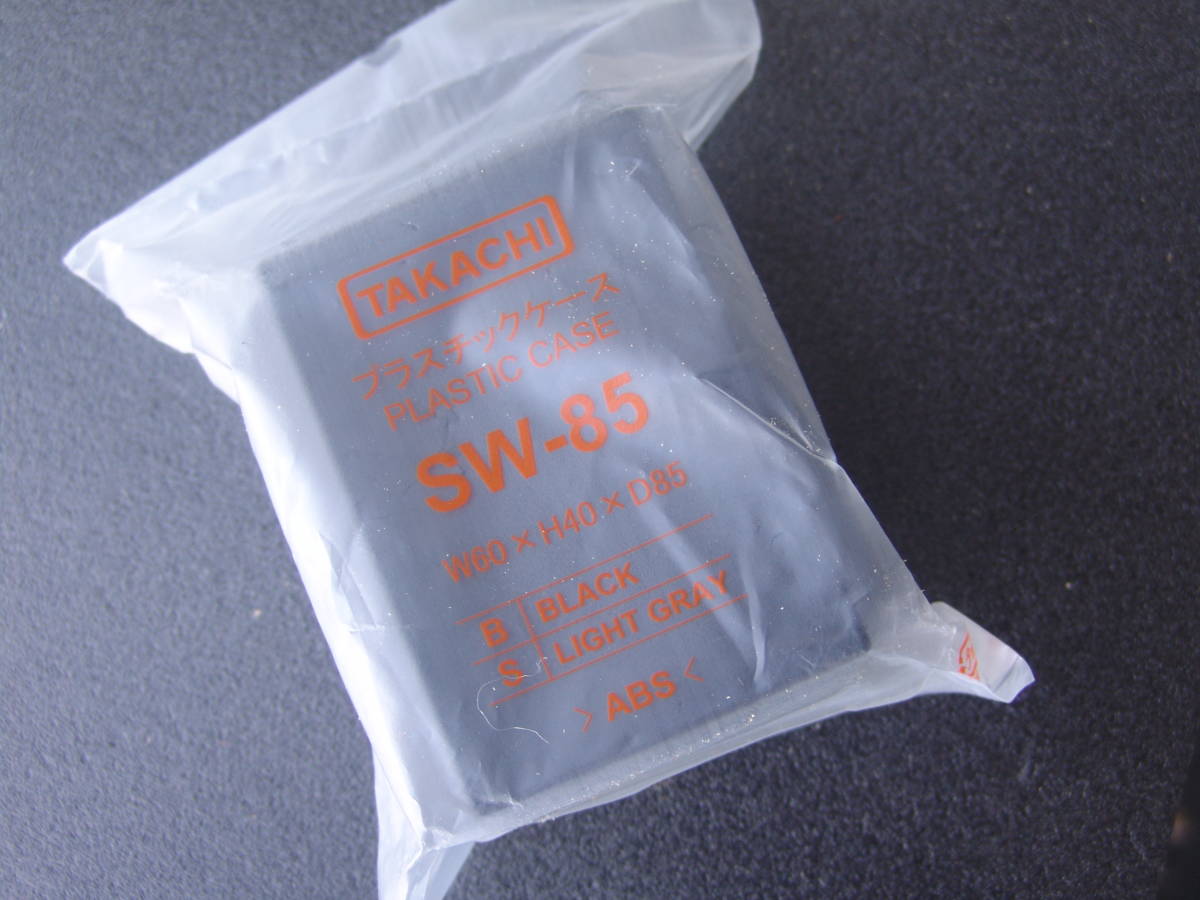 TAKACHI
プラスチックケース
PLASTIC CASE
SW-85
W60×H40×D85
B BLACK
S LIGHT GRAY
>ABS<